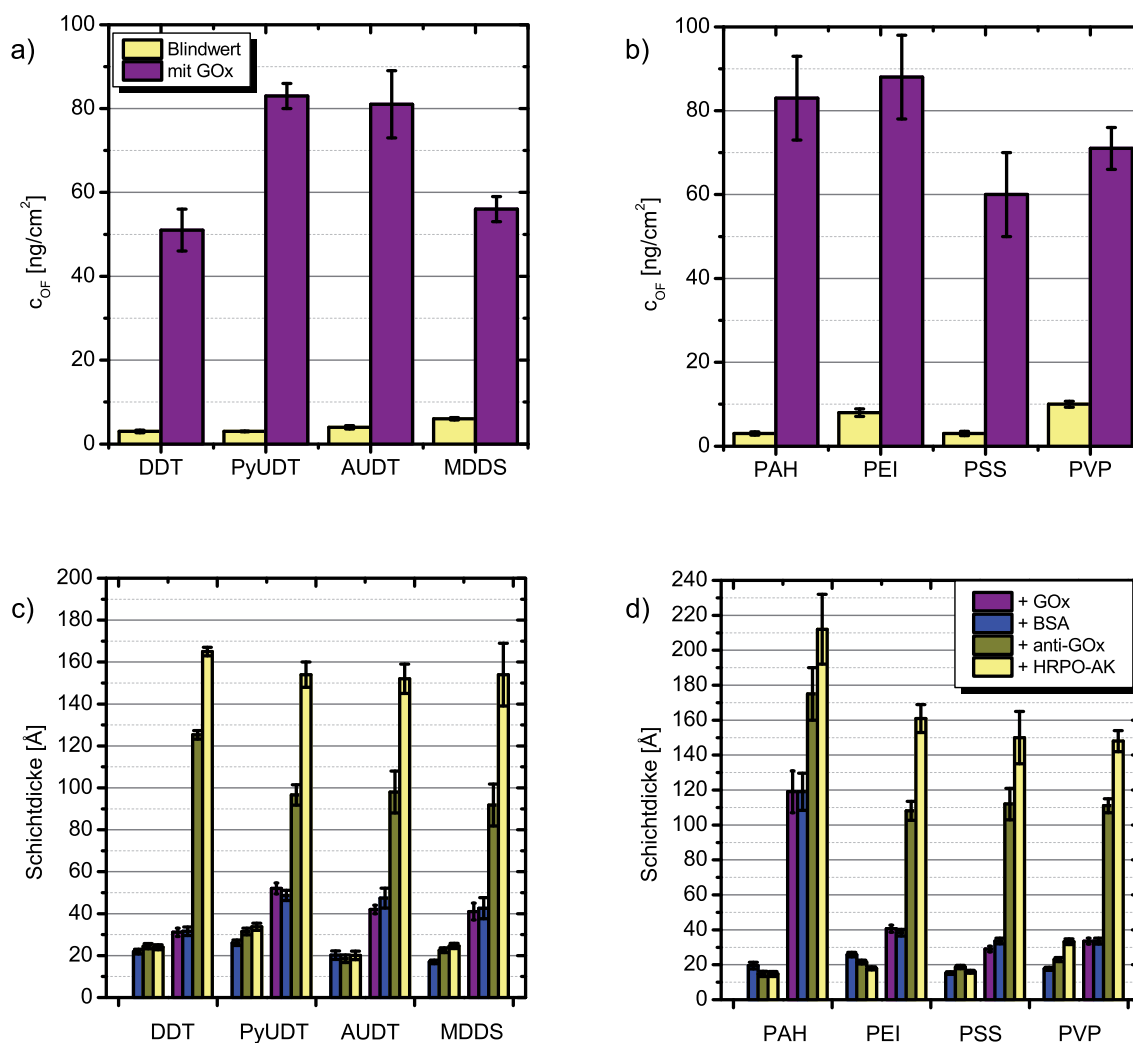 a)
Blindwert
mit GOx
c_OF [ng/cm²]
100
80
60
40
20
0
DDT PyUDT AUDT MDDS
b)
c_OF [ng/cm²]
100
80
60
40
20
0
PAH PEI PSS PVP
c)
Schichtdicke [Å]
200
180
160
140
120
100
80
60
40
20
0
DDT PyUDT AUDT MDDS
d)
+ GOx
+ BSA
+ anti-GOx
+ HRPO-AK
Schichtdicke [Å]
240
220
200
180
160
140
120
100
80
60
40
20
0
PAH PEI PSS PVP